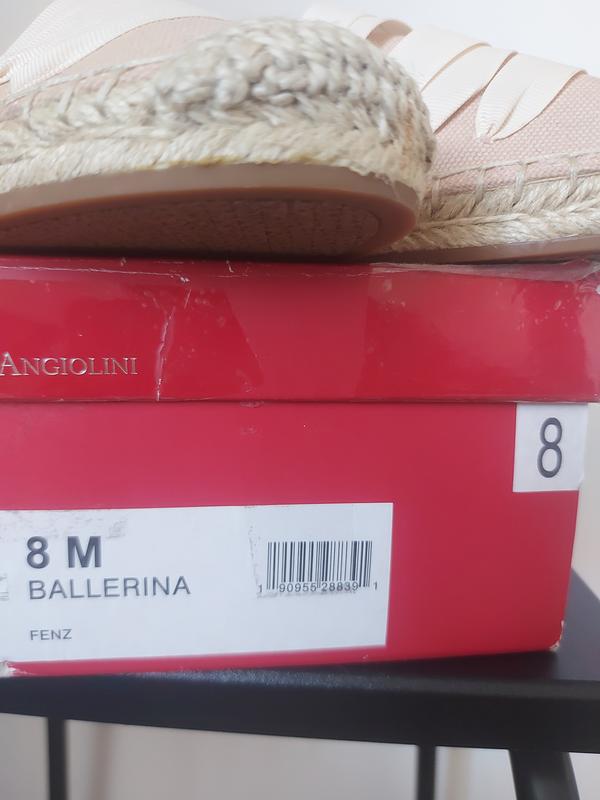 ANGIOLINI
8
8 M
BALLERINA
1 90955 28839 1
FENZ